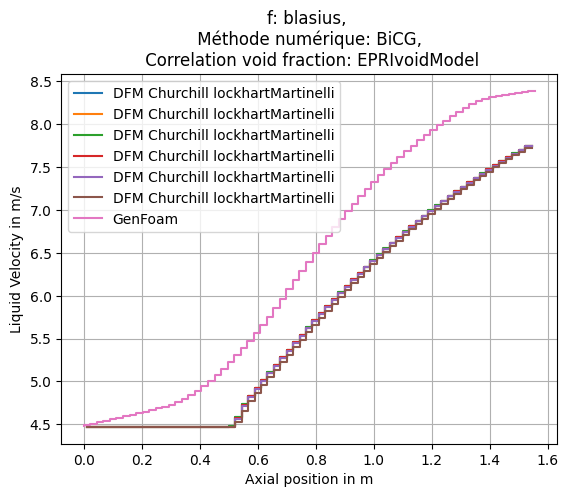 f: blasius,
Méthode numérique: BiCG,
Correlation void fraction: EPRIvoidModel
DFM Churchill lockhartMartinelli
DFM Churchill lockhartMartinelli
DFM Churchill lockhartMartinelli
DFM Churchill lockhartMartinelli
DFM Churchill lockhartMartinelli
DFM Churchill lockhartMartinelli
GenFoam
Liquid Velocity in m/s
8.5
8.0
7.5
7.0
6.5
6.0
5.5
5.0
4.5
0.0 0.2 0.4 0.6 0.8 1.0 1.2 1.4 1.6
Axial position in m